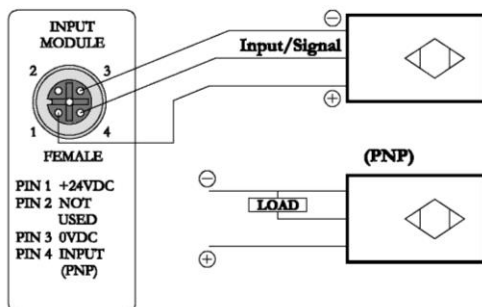 INPUT
MODULE
2 3
1 4
FEMALE
PIN 1 +24VDC
PIN 2 NOT
USED
PIN 3 0VDC
PIN 4 INPUT
(PNP)
−
Input/Signal
+
(PNP)
−
LOAD
+